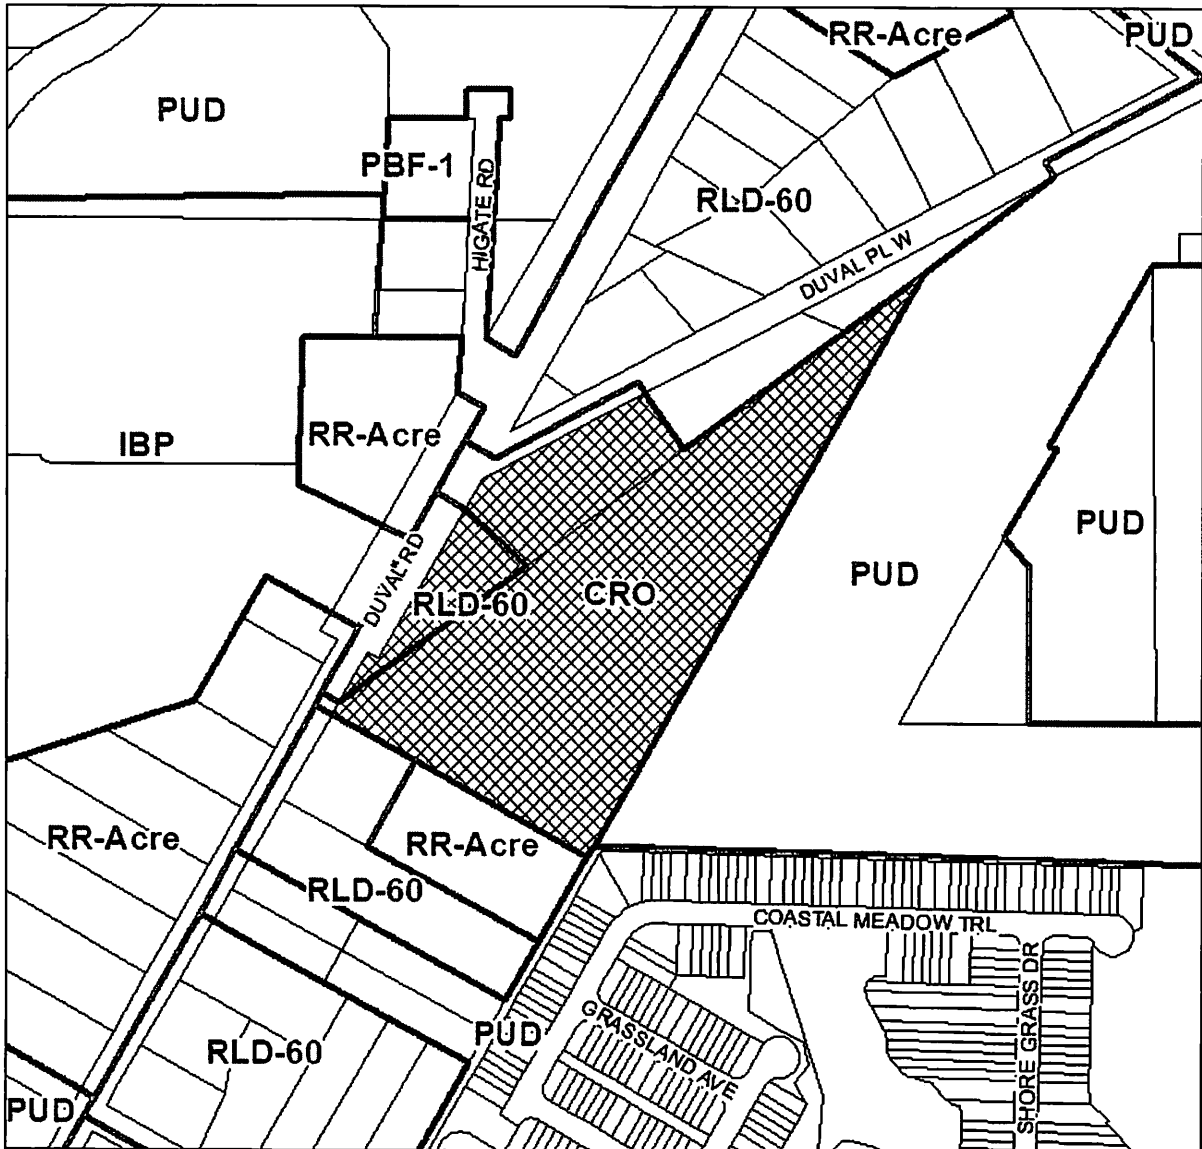 RR-Acre
PUD
PUD
PBF-1
HIGATE RD
RLD-60
DUVAL PL W
RR-Acre
IBP
PUD
PUD
DUVAL RD
RLD-60
CRO
RR-Acre
RR-Acre
RLD-60
COASTAL MEADOW TRL
SHORE GRASS DR
GRASSLAND AVE
PUD
RLD-60
PUD